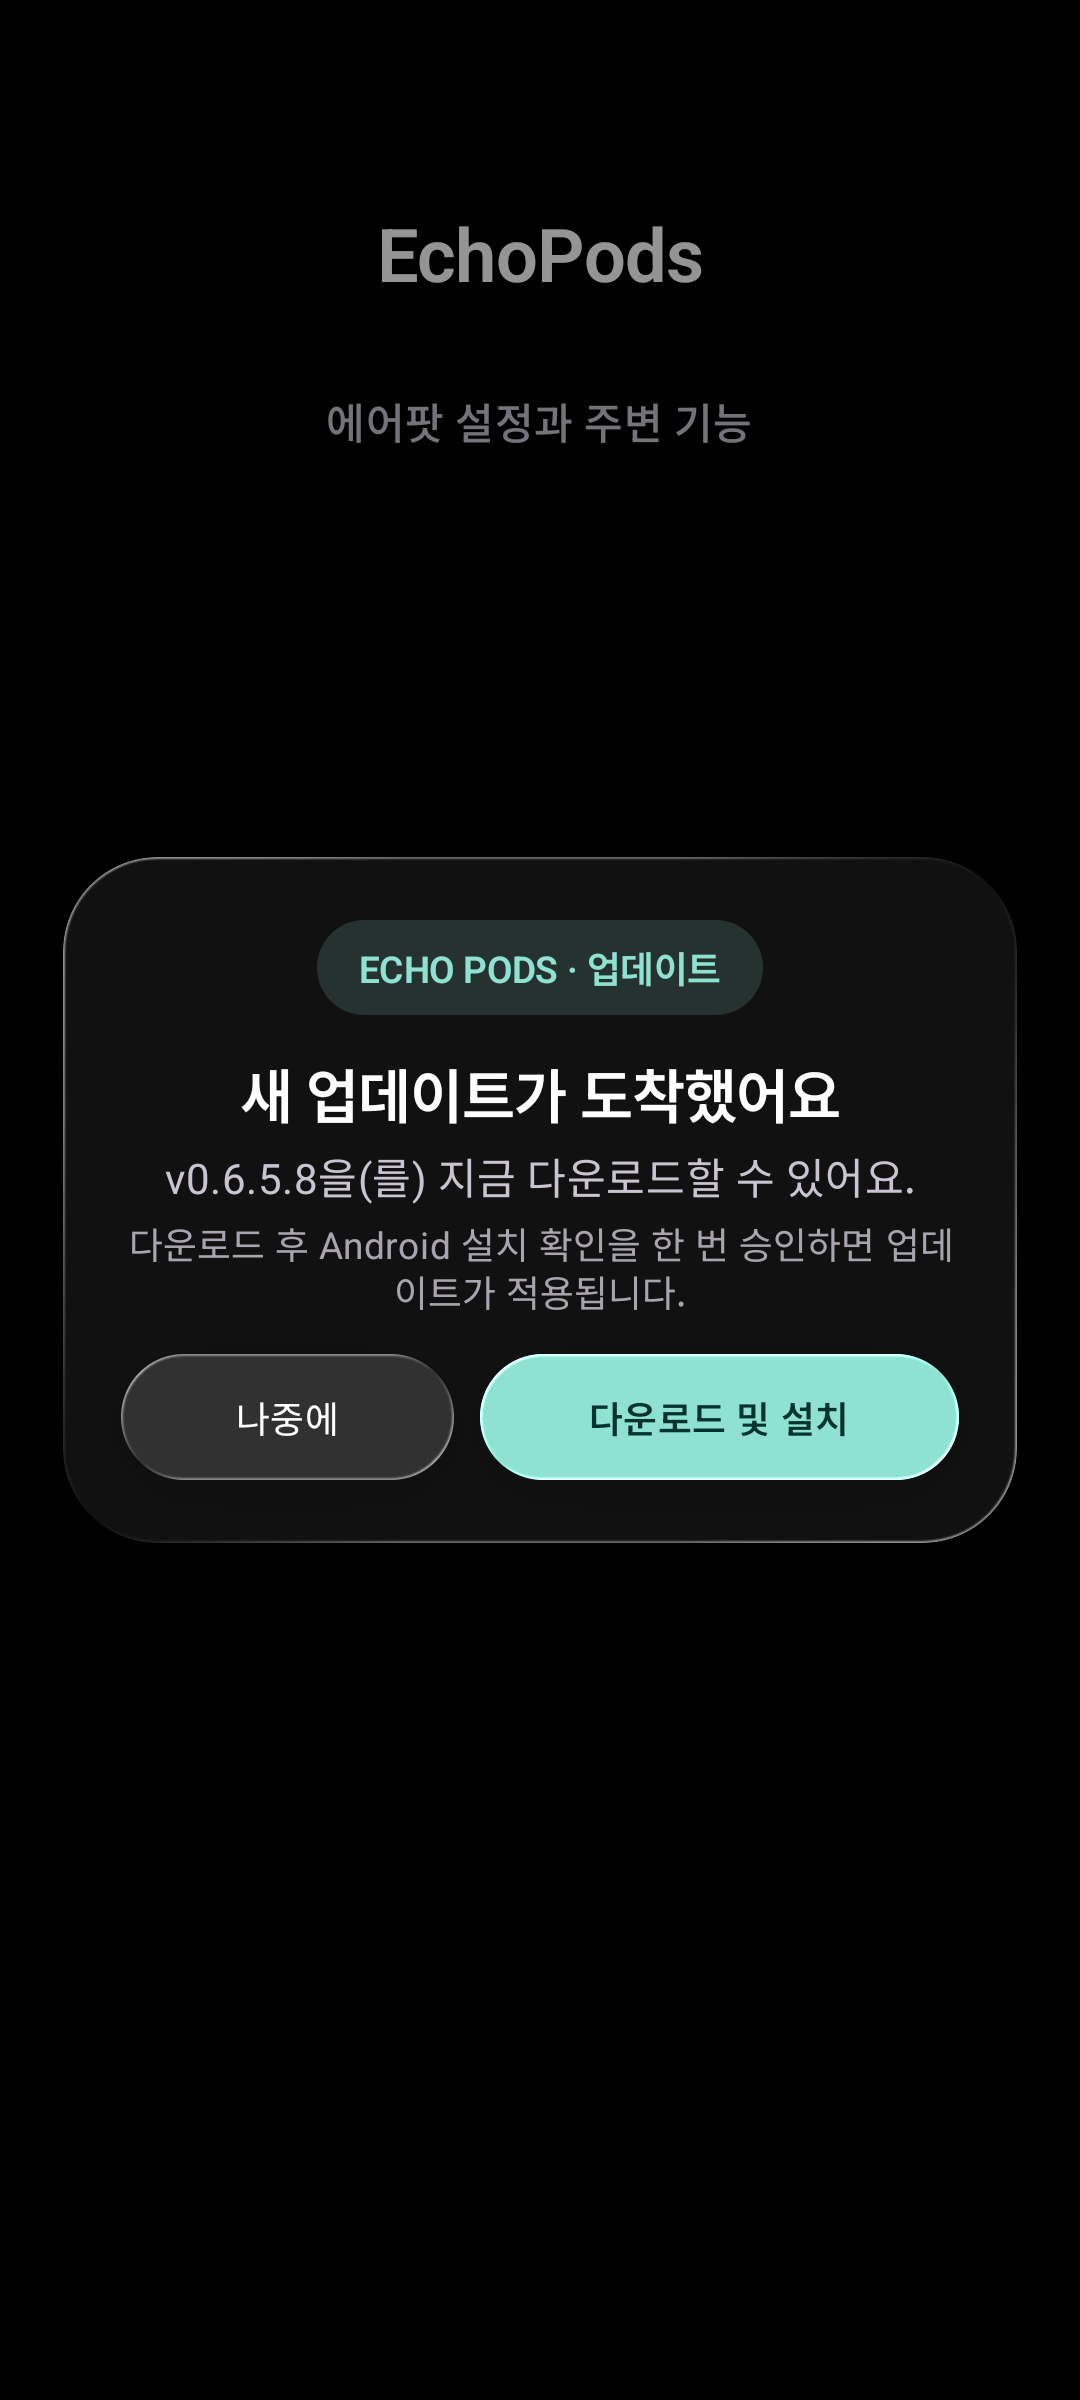 EchoPods
에어팟 설정과 주변 기능
ECHO PODS · 업데이트
새 업데이트가 도착했어요
v0.6.5.8을(를) 지금 다운로드할 수 있어요.
다운로드 후 Android 설치 확인을 한 번 승인하면 업데
이트가 적용됩니다.
나중에
다운로드 및 설치